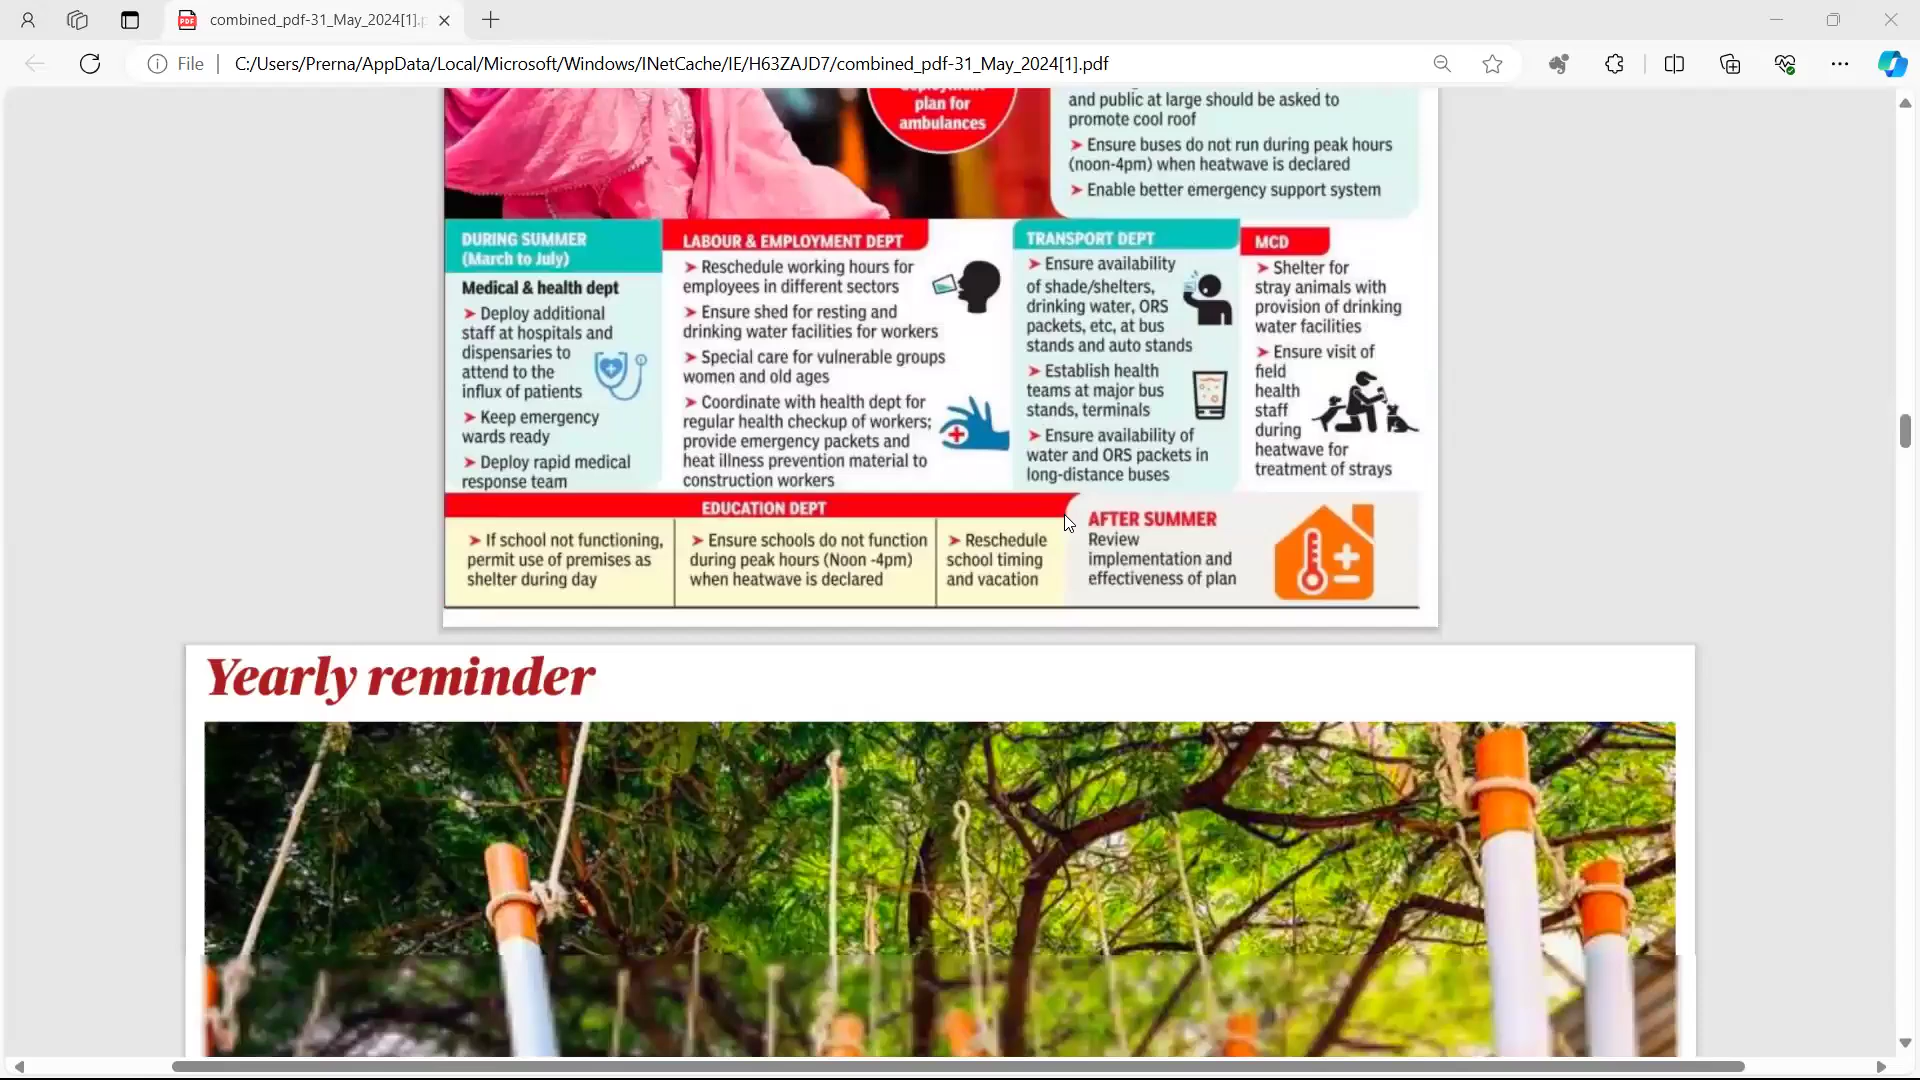 combined_pdf-31_May_2024[1].p
File
C:/Users/Prerna/AppData/Local/Microsoft/Windows/INetCache/IE/H63ZAJD7/combined_pdf-31_May_2024[1].pdf
plan for
ambulances
and public at large should be asked to
promote cool roof
➤ Ensure buses do not run during peak hours
(noon-4pm) when heatwave is declared
➤ Enable better emergency support system
DURING SUMMER
(March to July)
Medical & health dept
➤ Deploy additional
staff at hospitals and
dispensaries to
attend to the
influx of patients
➤ Keep emergency
wards ready
➤ Deploy rapid medical
response team
LABOUR & EMPLOYMENT DEPT
➤ Reschedule working hours for
employees in different sectors
➤ Ensure shed for resting and
drinking water facilities for workers
➤ Special care for vulnerable groups
women and old ages
➤ Coordinate with health dept for
regular health checkup of workers;
provide emergency packets and
heat illness prevention material to
construction workers
TRANSPORT DEPT
➤ Ensure availability
of shade/shelters,
drinking water, ORS
packets, etc, at bus
stands and auto stands
➤ Establish health
teams at major bus
stands, terminals
➤ Ensure availability of
water and ORS packets in
long-distance buses
MCD
➤ Shelter for
stray animals with
provision of drinking
water facilities
➤ Ensure visit of
field
health
staff
during
heatwave for
treatment of strays
EDUCATION DEPT
➤ If school not functioning,
permit use of premises as
shelter during day
➤ Ensure schools do not function
during peak hours (Noon -4pm)
when heatwave is declared
➤ Reschedule
school timing
and vacation
AFTER SUMMER
Review
implementation and
effectiveness of plan
Yearly reminder